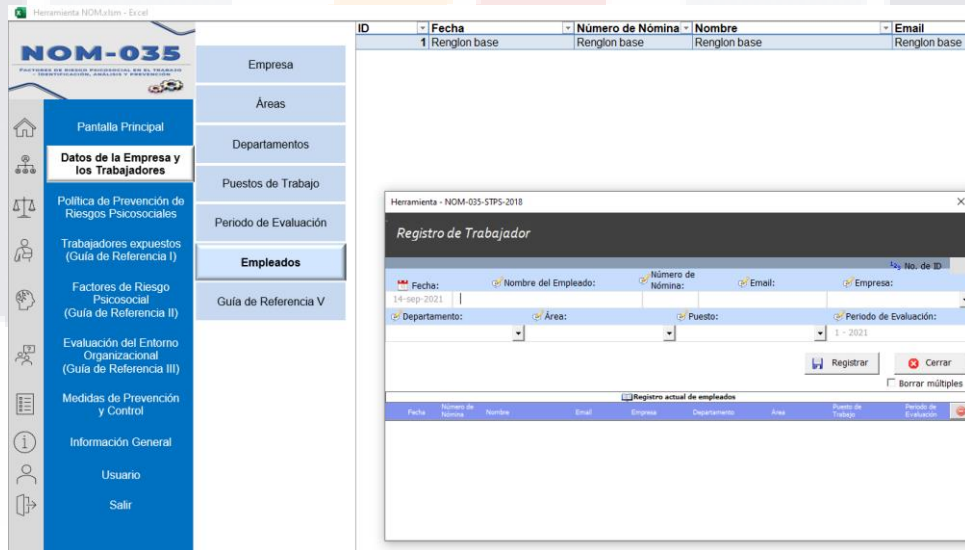 Herramienta NOM.xlsm - Excel
NOM-035
FACTORES DE RIESGO PSICOSOCIAL EN EL TRABAJO
- IDENTIFICACIÓN, ANÁLISIS Y PREVENCIÓN
Pantalla Principal
Datos de la Empresa y
los Trabajadores
Política de Prevención de
Riesgos Psicosociales
Trabajadores expuestos
(Guía de Referencia I)
Factores de Riesgo
Psicosocial
(Guía de Referencia II)
Evaluación del Entorno
Organizacional
(Guía de Referencia III)
Medidas de Prevención
y Control
Información General
Usuario
Salir
Empresa
Áreas
Departamentos
Puestos de Trabajo
Periodo de Evaluación
Empleados
Guía de Referencia V
ID Fecha Número de Nómina Nombre Email
1 Renglon base Renglon base Renglon base Renglon base
Herramienta - NOM-035-STPS-2018
Registro de Trabajador
123 No. de ID
Fecha: Nombre del Empleado: Número de Nómina: Email: Empresa:
14-sep-2021
Departamento: Área: Puesto: Periodo de Evaluación:
1 - 2021
Registrar Cerrar
Borrar múltiples
Registro actual de empleados
Fecha Número de Nómina Nombre Email Empresa Departamento Área Puesto de Trabajo Periodo de Evaluación